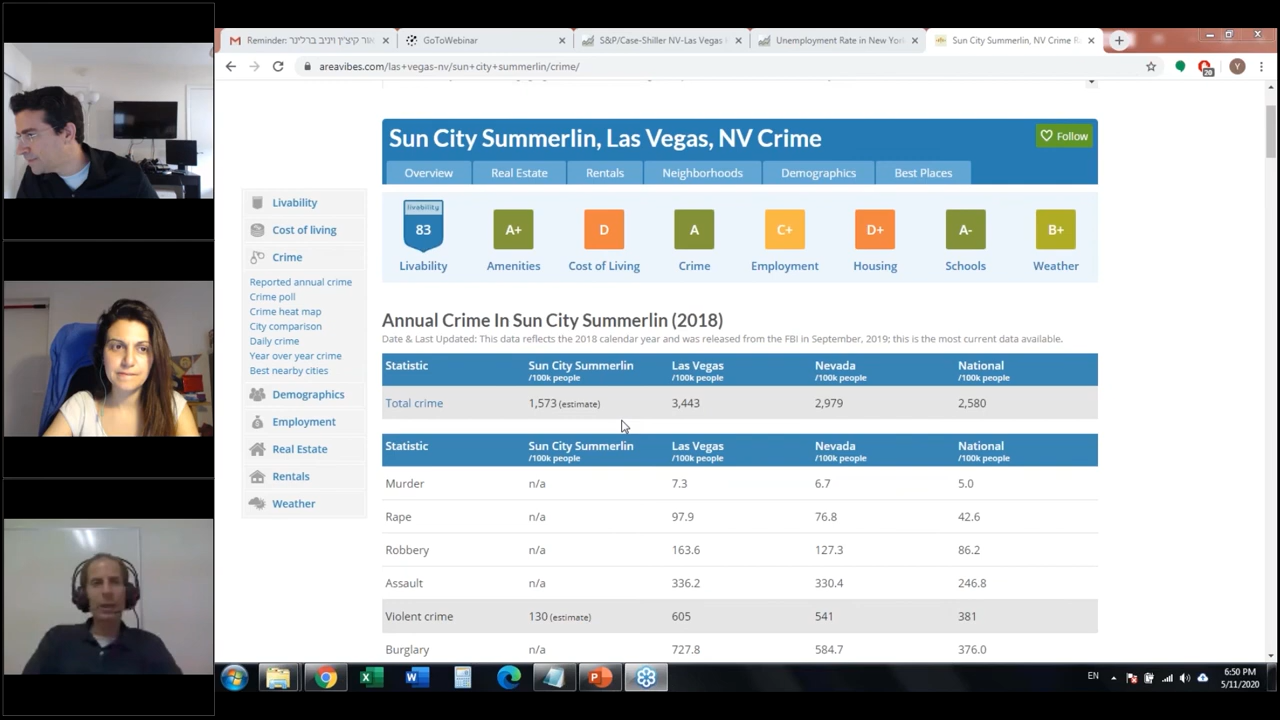 Reminder: אור קיצין ויניב ברלינר
GoToWebinar
S&P/Case-Shiller NV-Las Vegas
Unemployment Rate in New York
Sun City Summerlin, NV Crime R
areavibes.com/las+vegas-nv/sun+city+summerlin/crime/
20
Y
Sun City Summerlin, Las Vegas, NV Crime
Follow
Overview
Real Estate
Rentals
Neighborhoods
Demographics
Best Places
livability
83
A+
D
A
C+
D+
A-
B+
Livability
Amenities
Cost of Living
Crime
Employment
Housing
Schools
Weather
Livability
Cost of living
Crime
Reported annual crime
Crime poll
Crime heat map
City comparison
Daily crime
Year over year crime
Best nearby cities
Demographics
Employment
Real Estate
Rentals
Weather
Annual Crime In Sun City Summerlin (2018)
Date & Last Updated: This data reflects the 2018 calendar year and was released from the FBI in September, 2019; this is the most current data available.
Statistic Sun City Summerlin /100k people Las Vegas /100k people Nevada /100k people National /100k people
Total crime 1,573 (estimate) 3,443 2,979 2,580
Statistic Sun City Summerlin /100k people Las Vegas /100k people Nevada /100k people National /100k people
Murder n/a 7.3 6.7 5.0
Rape n/a 97.9 76.8 42.6
Robbery n/a 163.6 127.3 86.2
Assault n/a 336.2 330.4 246.8
Violent crime 130 (estimate) 605 541 381
Burglary n/a 727.8 584.7 376.0
EN
6:50 PM
5/11/2020